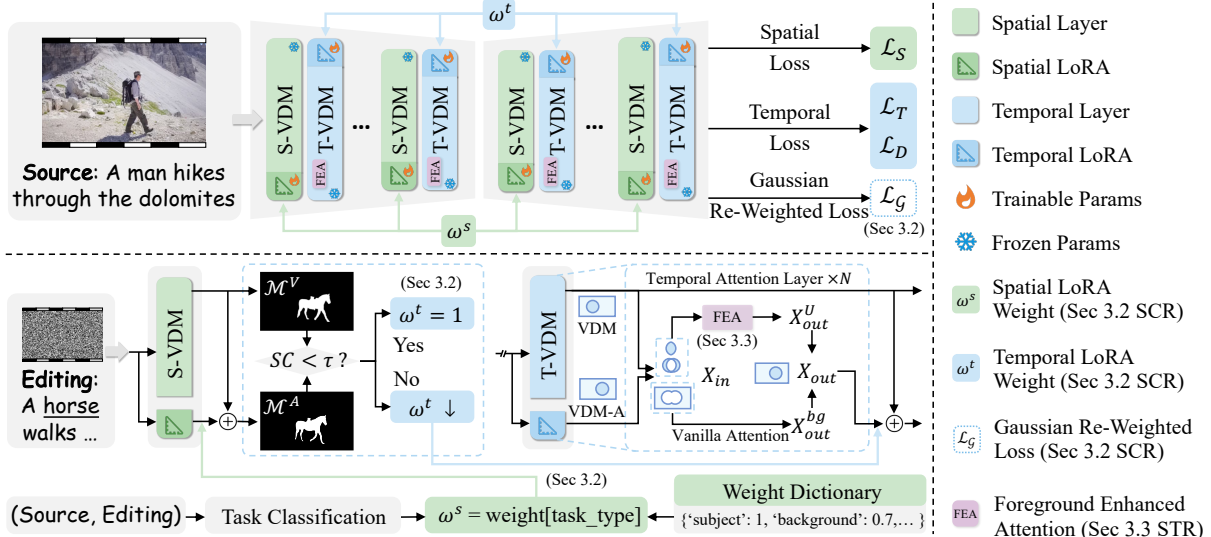 ω^t
S-VDM
T-VDM
FEA
...
S-VDM
T-VDM
FEA
S-VDM
T-VDM
FEA
...
S-VDM
T-VDM
FEA
ω^s
Source: A man hikes
through the dolomites
Spatial
Loss
L_S
Temporal
Loss
L_T
L_D
Gaussian
Re-Weighted Loss
L_G
(Sec 3.2)
Editing:
A horse
walks ...
S-VDM
M^V
SC < τ ?
M^A
(Sec 3.2)
ω^t = 1
Yes
No
ω^t ↓
T-VDM
Temporal Attention Layer ×N
VDM
VDM-A
FEA
(Sec 3.3)
X_in
X^U_out
X_out
X^bg_out
Vanilla Attention
(Sec 3.2)
(Source, Editing)
Task Classification
ω^s = weight[task_type]
Weight Dictionary
{‘subject’: 1, ‘background’: 0.7,... }
Spatial Layer
Spatial LoRA
Temporal Layer
Temporal LoRA
Trainable Params
Frozen Params
ω^s
Spatial LoRA
Weight (Sec 3.2 SCR)
ω^t
Temporal LoRA
Weight (Sec 3.2 SCR)
L_G
Gaussian Re-Weighted
Loss (Sec 3.2 SCR)
FEA
Foreground Enhanced
Attention (Sec 3.3 STR)